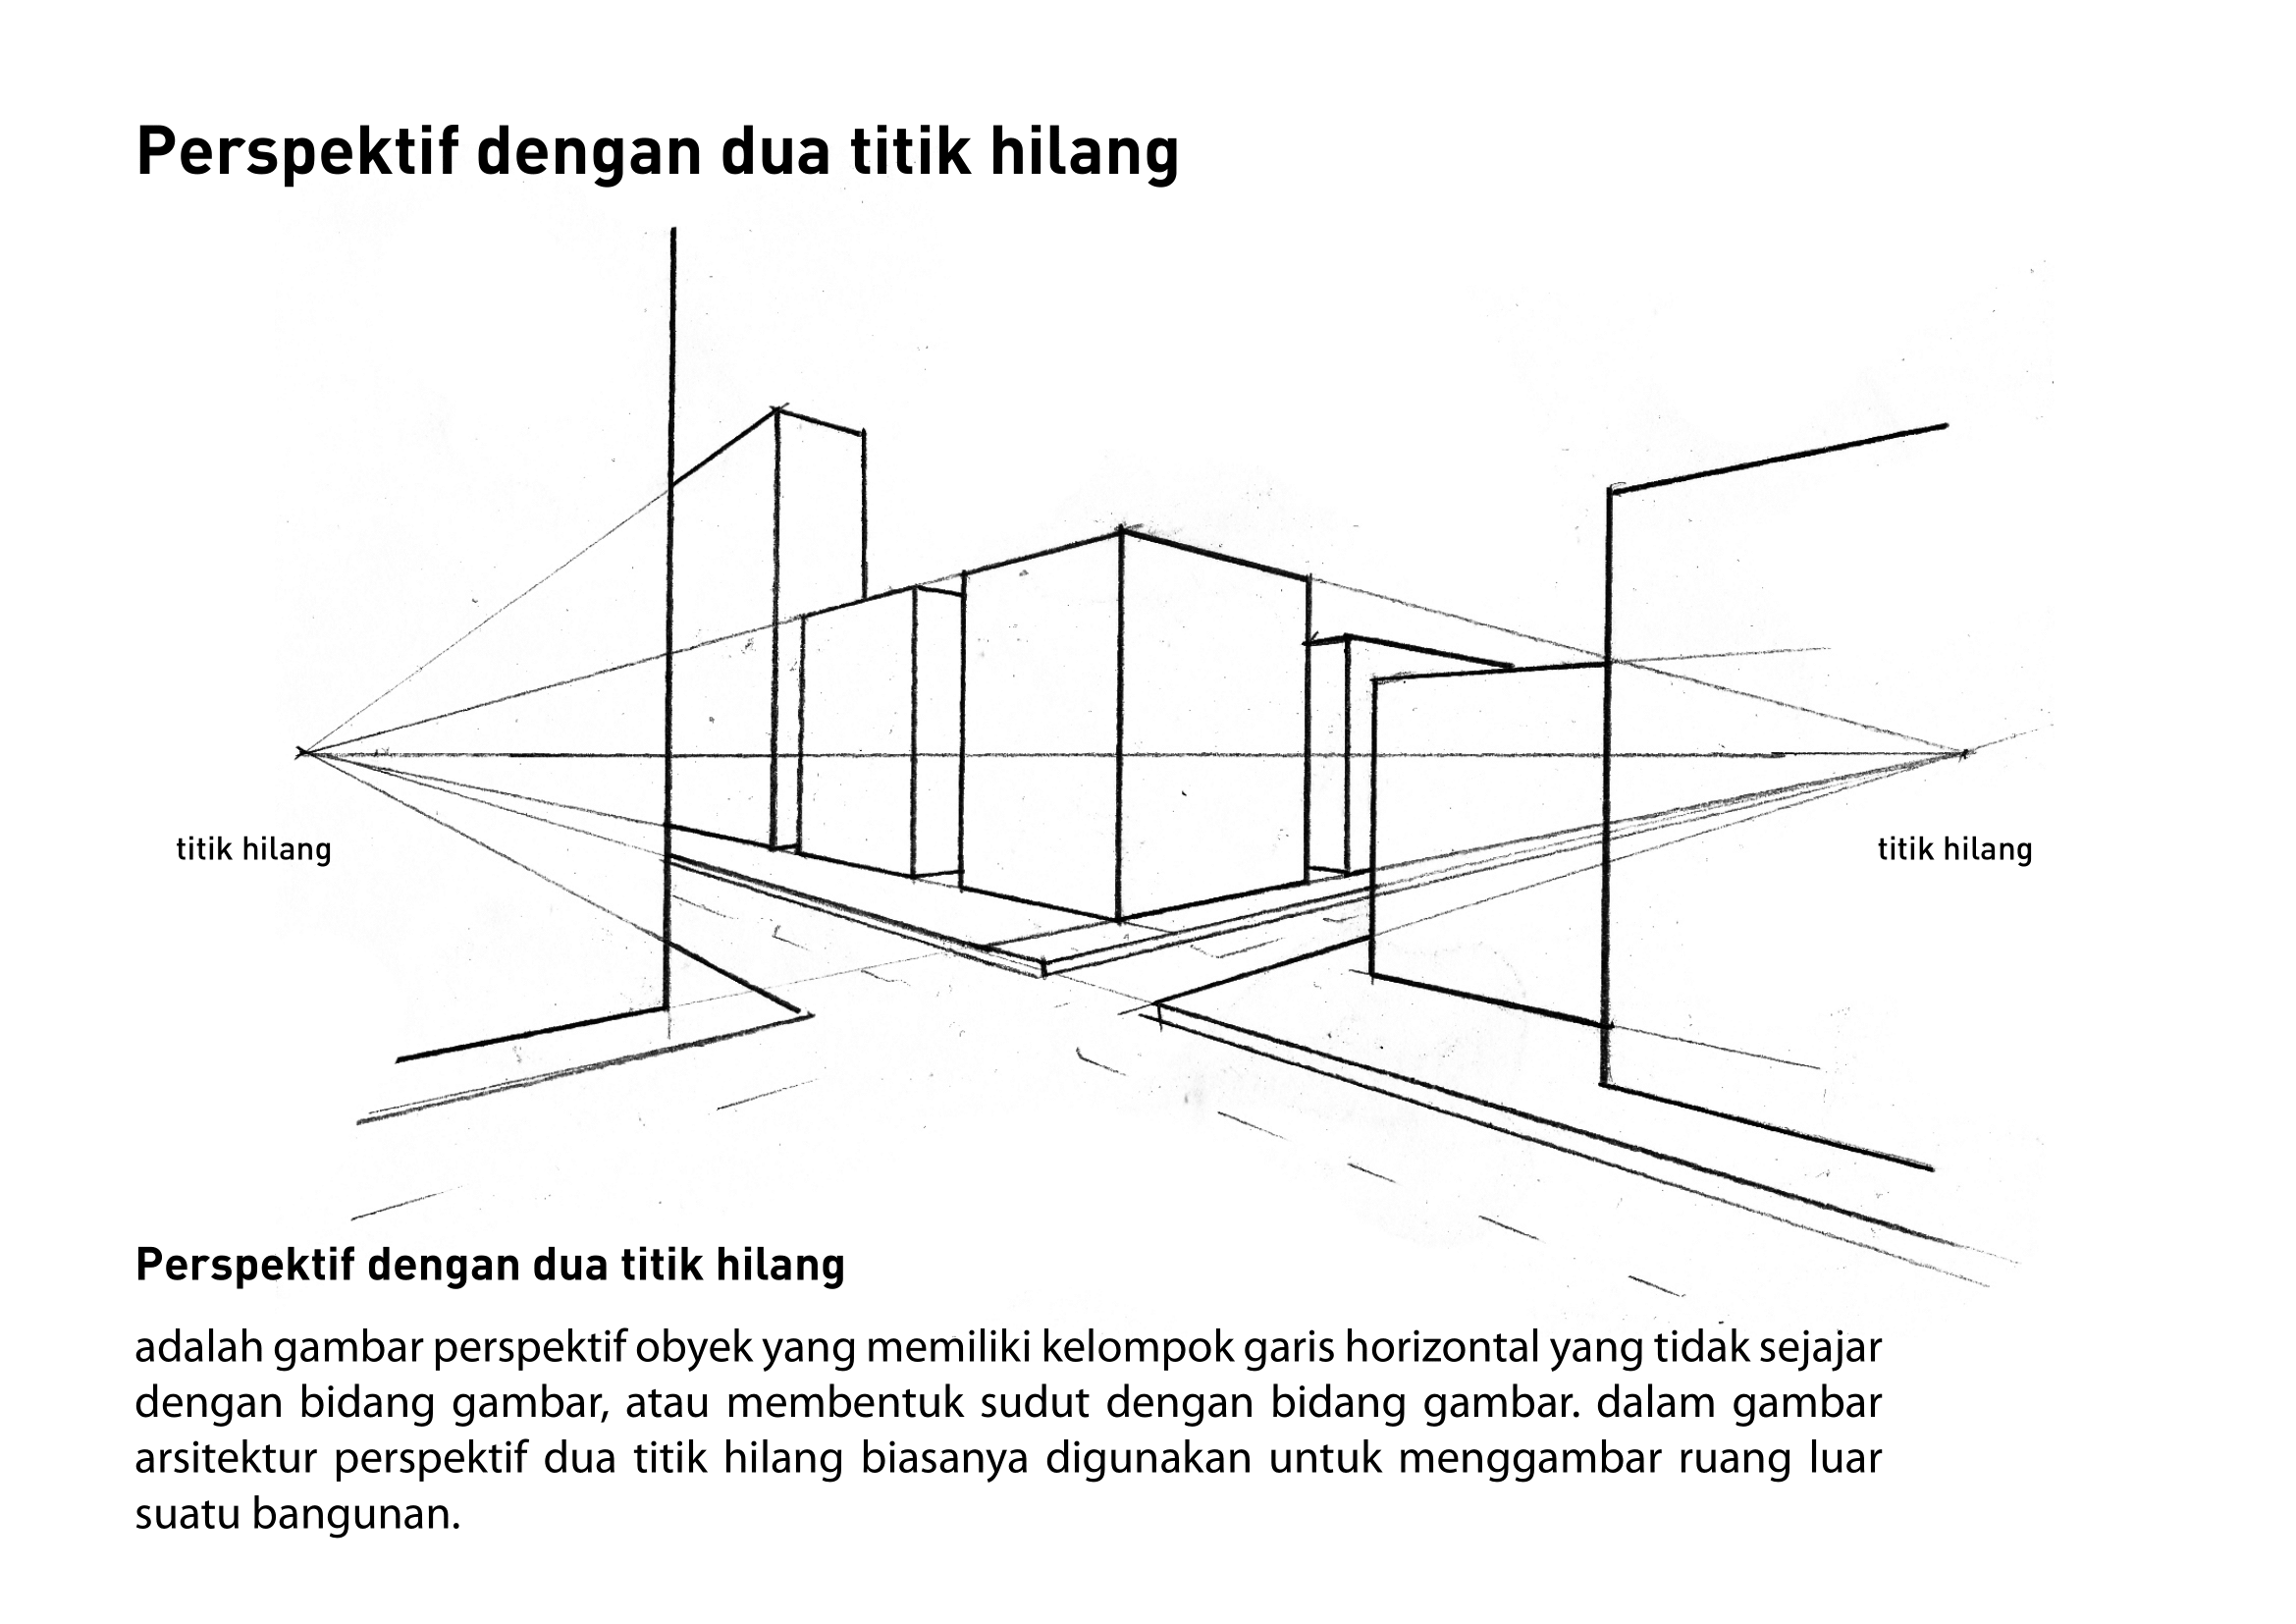 Perspektif dengan dua titik hilang
titik hilang
titik hilang
Perspektif dengan dua titik hilang
adalah gambar perspektif obyek yang memiliki kelompok garis horizontal yang tidak sejajar
dengan bidang gambar, atau membentuk sudut dengan bidang gambar. dalam gambar
arsitektur perspektif dua titik hilang biasanya digunakan untuk menggambar ruang luar
suatu bangunan.